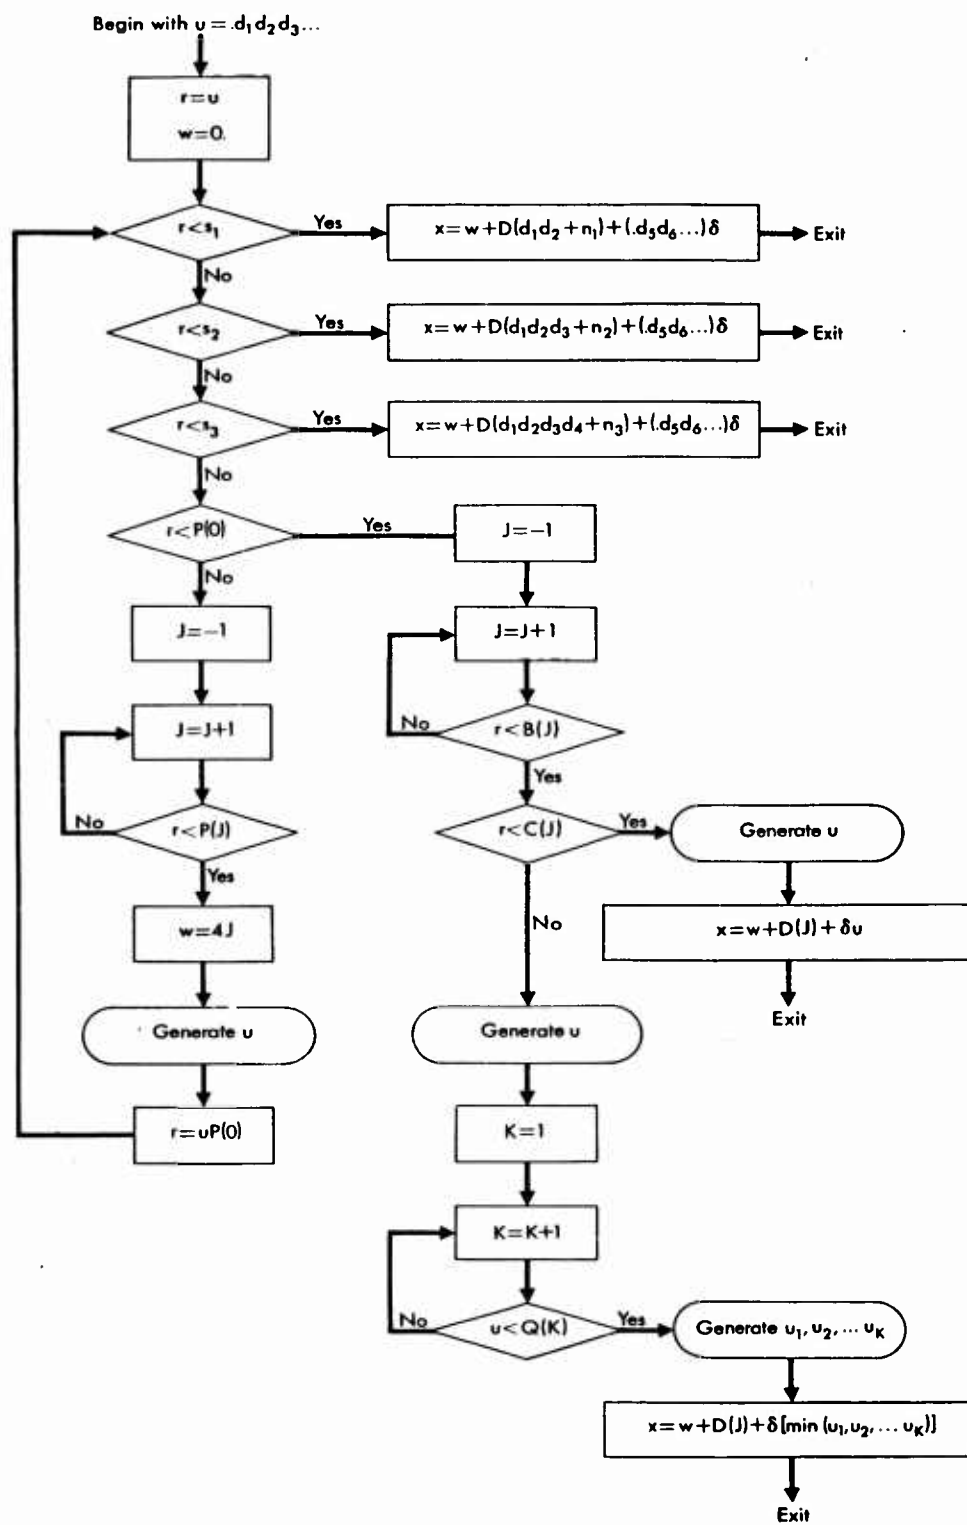 Begin with u = .d₁d₂d₃...
r=u
w=0.
r<s₁
Yes
x=w+D(d₁d₂+n₁)+(.d₅d₆...)δ
Exit
No
r<s₂
Yes
x=w+D(d₁d₂d₃+n₂)+(.d₅d₆...)δ
Exit
No
r<s₃
Yes
x=w+D(d₁d₂d₃d₄+n₃)+(.d₅d₆...)δ
Exit
No
r<P(0)
Yes
J=-1
No
J=-1
J=J+1
J=J+1
No
r<B(J)
Yes
No
r<P(J)
Yes
r<C(J)
Yes
Generate u
No
w=4J
x=w+D(J)+δu
Exit
Generate u
Generate u
r=uP(0)
K=1
K=K+1
No
u<Q(K)
Yes
Generate u₁,u₂,... u_K
x=w+D(J)+δ[min (u₁,u₂,... u_K)]
Exit